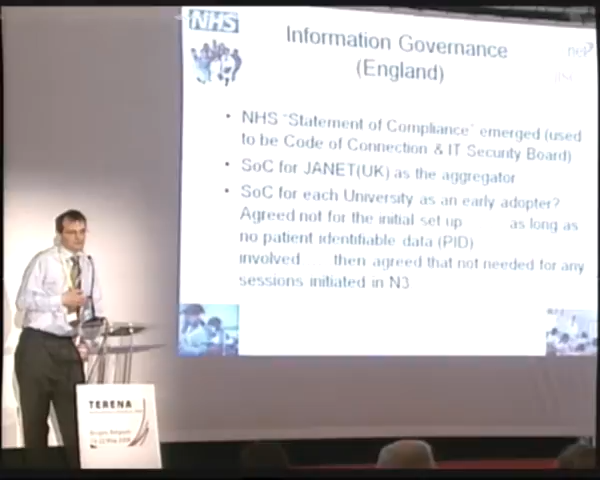 NHS
Information Governance
(England)
• NHS "Statement of Compliance" emerged (used
to be Code of Connection & IT Security Board)
• SoC for JANET(UK) as the aggregator
• SoC for each University as an early adopter?
Agreed not for the initial set up as long as
no patient identifiable data (PID)
involved then agreed that not needed for any
sessions initiated in N3
TERENA